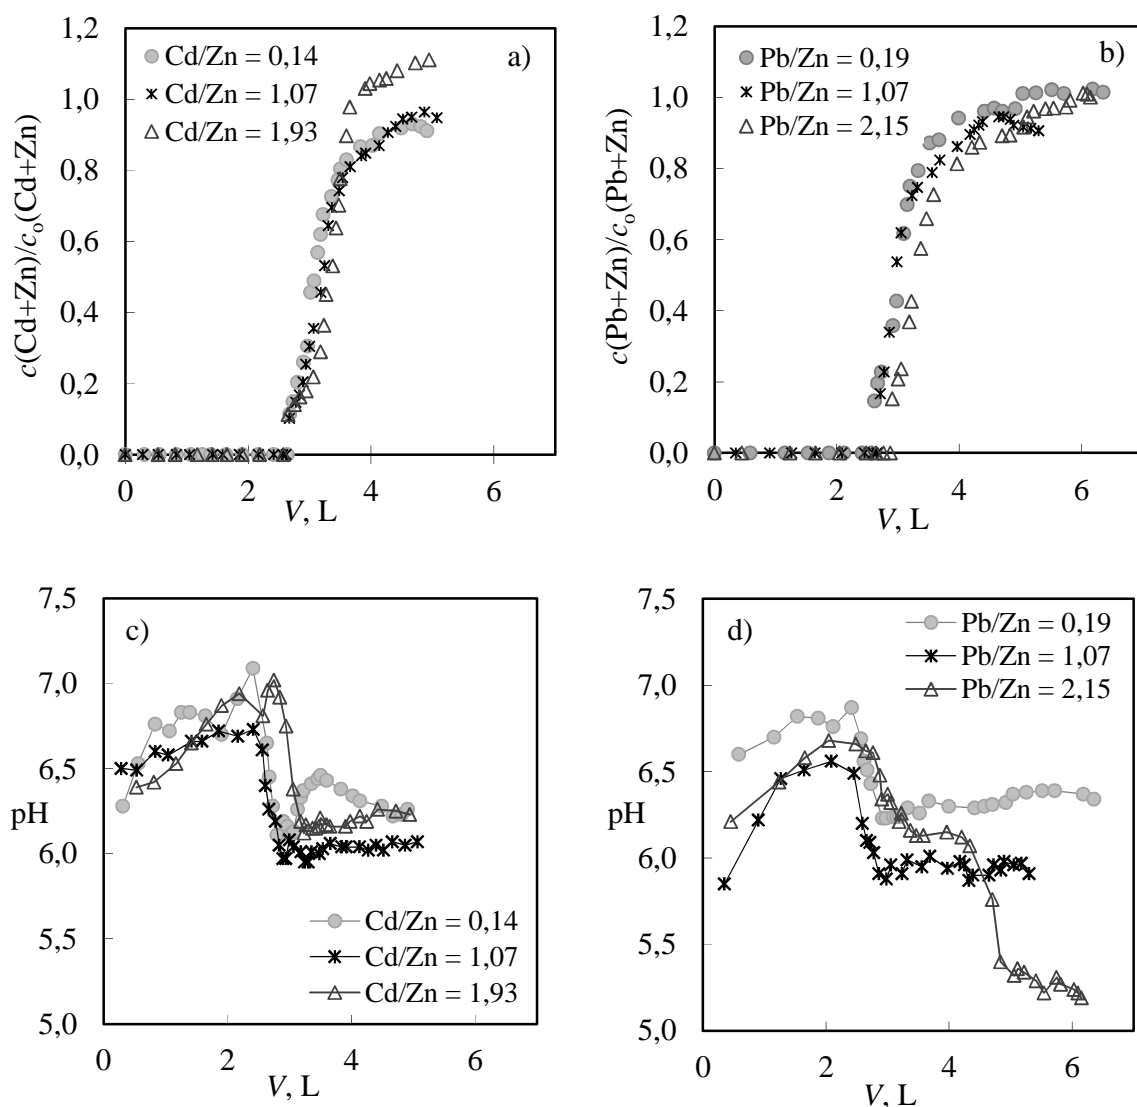 a)
Cd/Zn = 0,14
Cd/Zn = 1,07
Cd/Zn = 1,93
1,2
1,0
0,8
0,6
0,4
0,2
0,0
0 2 4 6
c(Cd+Zn)/co(Cd+Zn)
V, L
b)
Pb/Zn = 0,19
Pb/Zn = 1,07
Pb/Zn = 2,15
1,2
1,0
0,8
0,6
0,4
0,2
0,0
0 2 4 6
c(Pb+Zn)/co(Pb+Zn)
V, L
c)
7,5
7,0
6,5
6,0
5,5
5,0
pH
Cd/Zn = 0,14
Cd/Zn = 1,07
Cd/Zn = 1,93
0 2 4 6
V, L
d)
Pb/Zn = 0,19
Pb/Zn = 1,07
Pb/Zn = 2,15
7,5
7,0
6,5
6,0
5,5
5,0
pH
0 2 4 6
V, L